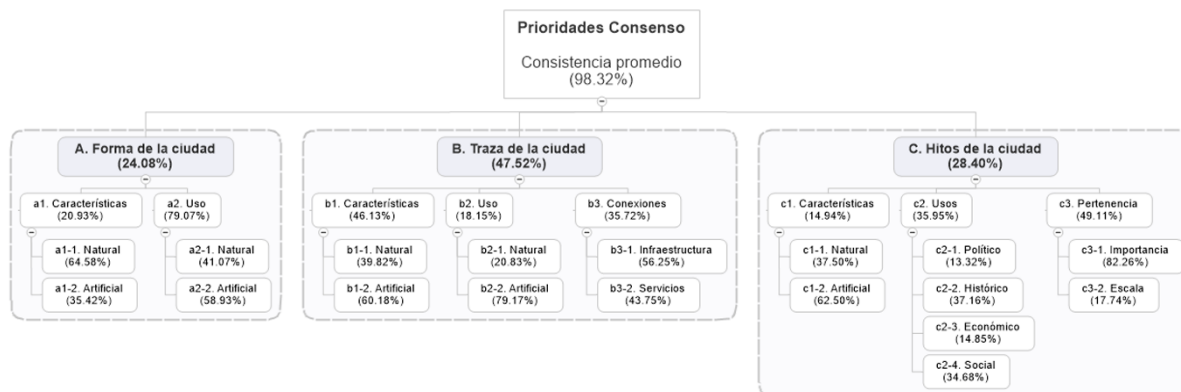 Prioridades Consenso
Consistencia promedio
(98.32%)
A. Forma de la ciudad
(24.08%)
a1. Características
(20.93%)
a1-1. Natural
(64.58%)
a1-2. Artificial
(35.42%)
a2. Uso
(79.07%)
a2-1. Natural
(41.07%)
a2-2. Artificial
(58.93%)
B. Traza de la ciudad
(47.52%)
b1. Características
(46.13%)
b1-1. Natural
(39.82%)
b1-2. Artificial
(60.18%)
b2. Uso
(18.15%)
b2-1. Natural
(20.83%)
b2-2. Artificial
(79.17%)
b3. Conexiones
(35.72%)
b3-1. Infraestructura
(56.25%)
b3-2. Servicios
(43.75%)
C. Hitos de la ciudad
(28.40%)
c1. Características
(14.94%)
c1-1. Natural
(37.50%)
c1-2. Artificial
(62.50%)
c2. Usos
(35.95%)
c2-1. Político
(13.32%)
c2-2. Histórico
(37.16%)
c2-3. Económico
(14.85%)
c2-4. Social
(34.68%)
c3. Pertenencia
(49.11%)
c3-1. Importancia
(82.26%)
c3-2. Escala
(17.74%)